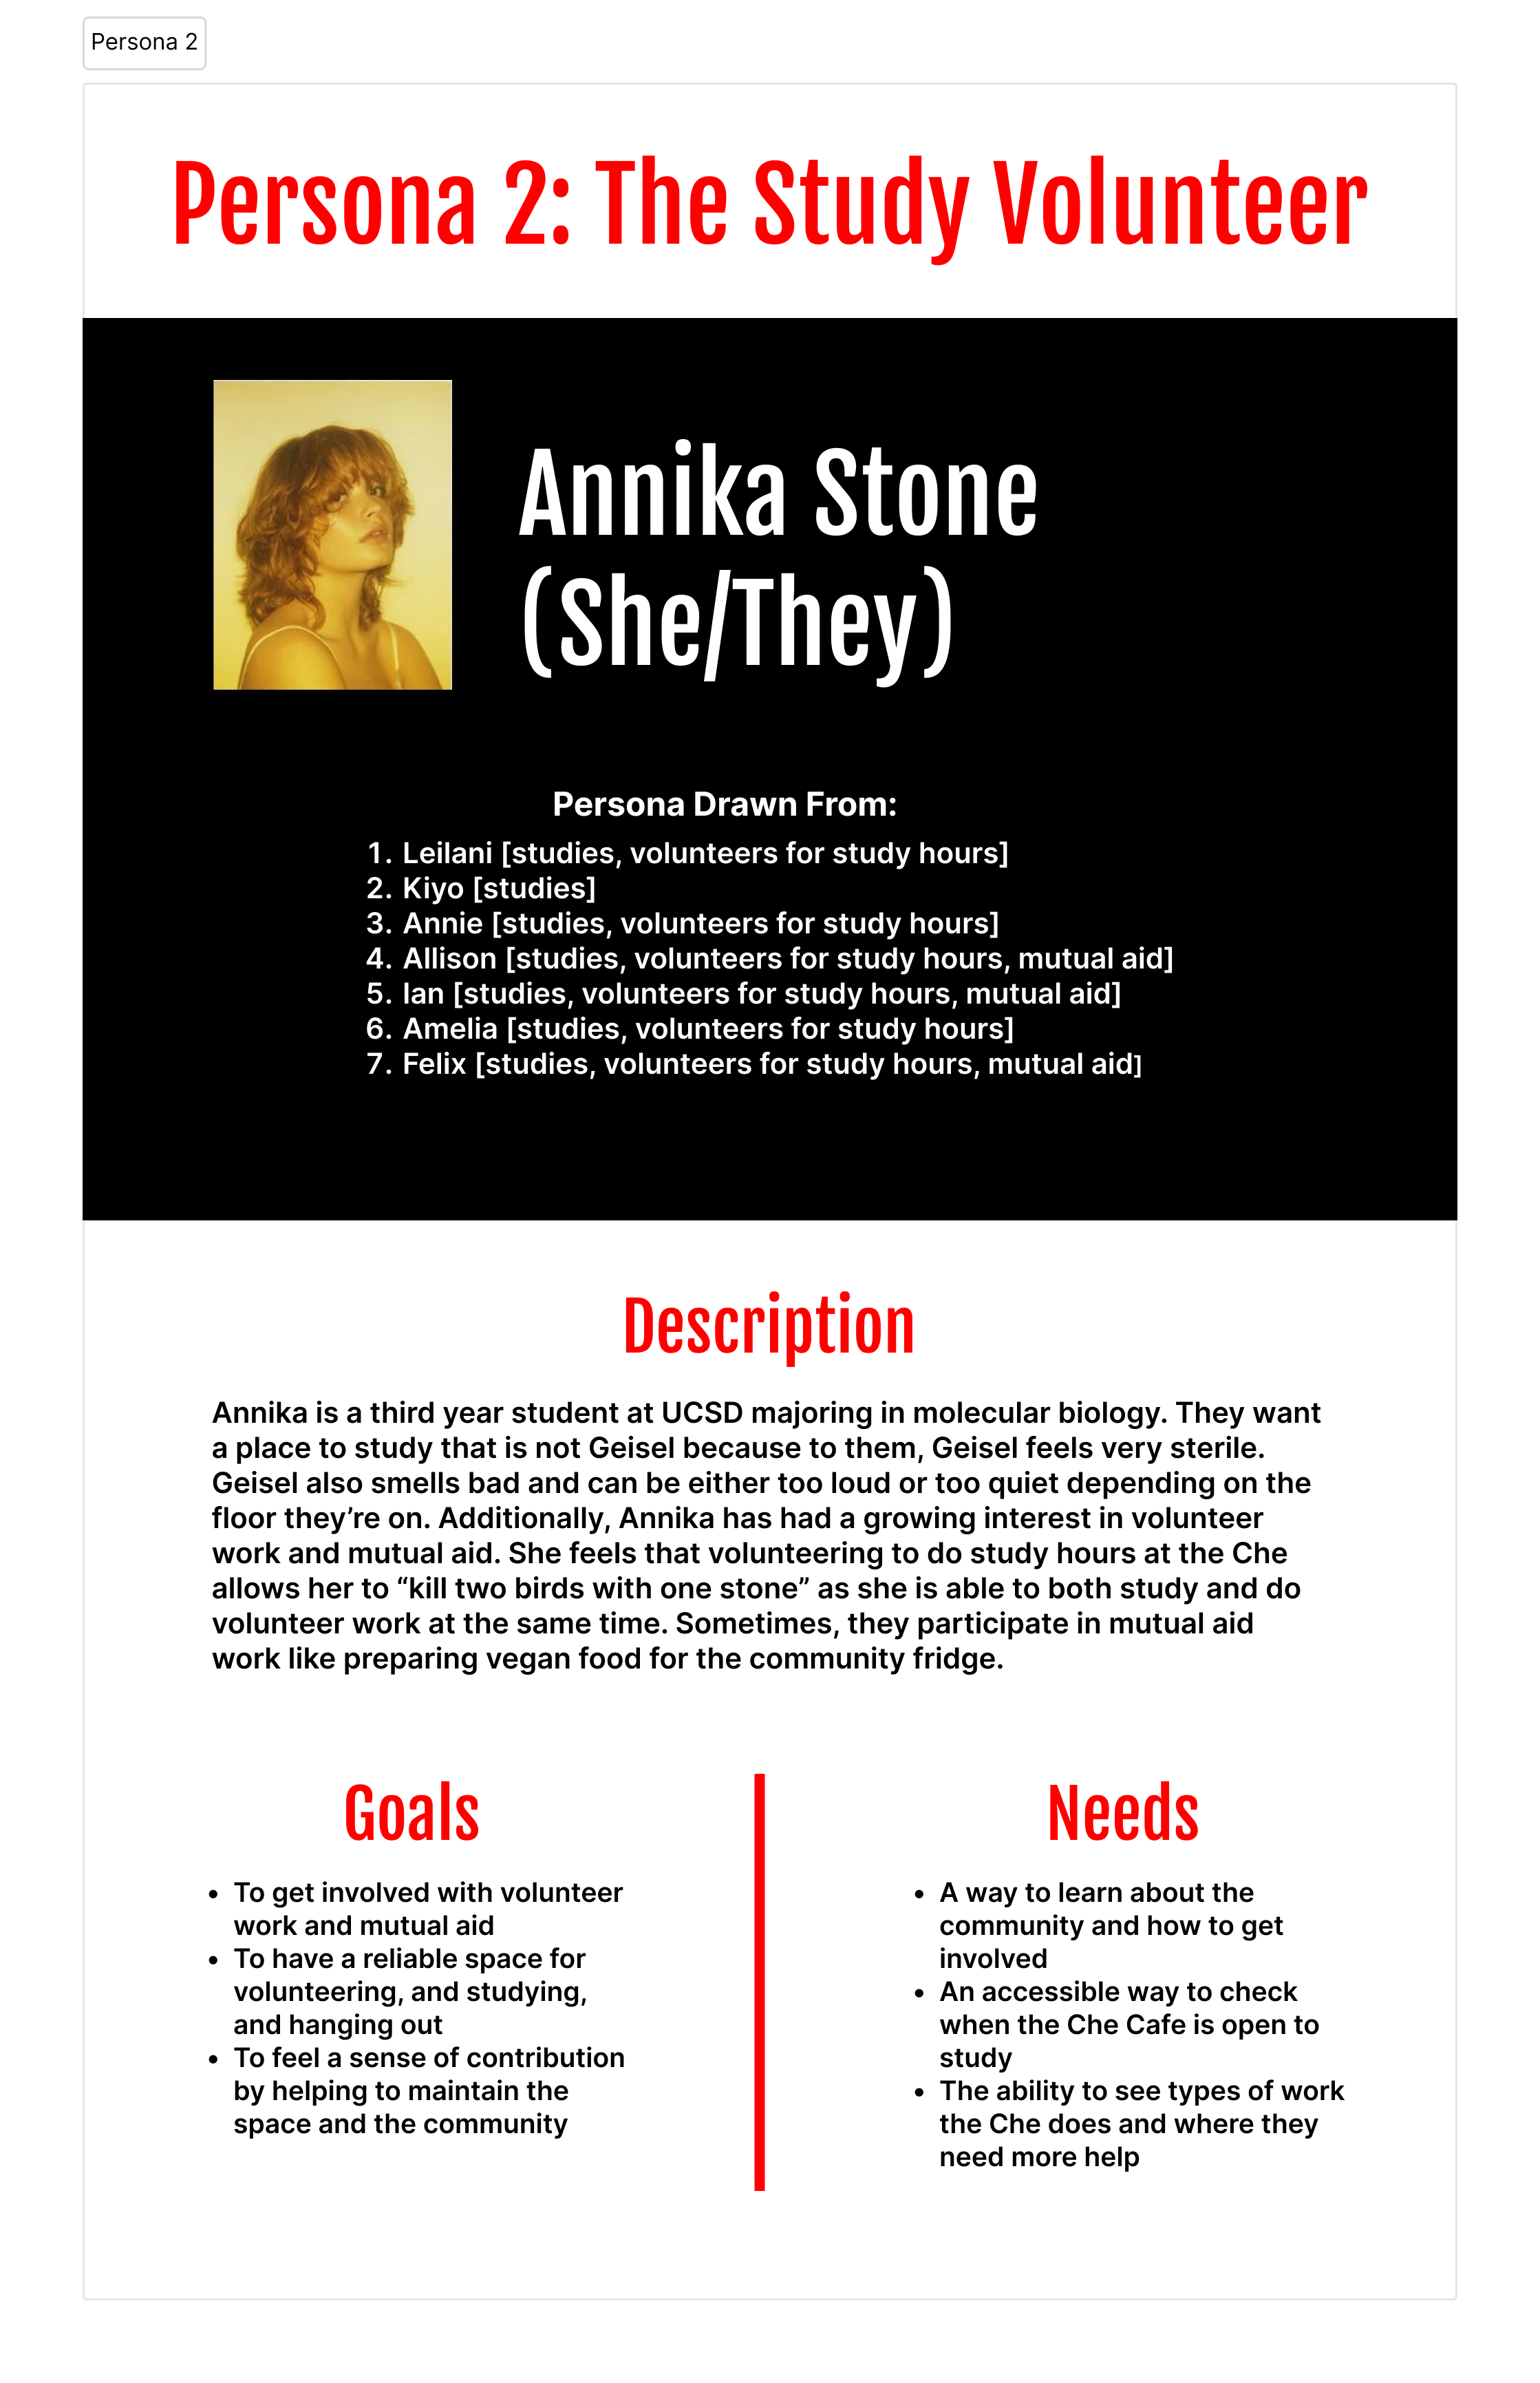 Persona 2
Persona 2: The Study Volunteer
Annika Stone
(She/They)
Persona Drawn From:
1. Leilani [studies, volunteers for study hours]
2. Kiyo [studies]
3. Annie [studies, volunteers for study hours]
4. Allison [studies, volunteers for study hours, mutual aid]
5. Ian [studies, volunteers for study hours, mutual aid]
6. Amelia [studies, volunteers for study hours]
7. Felix [studies, volunteers for study hours, mutual aid]
Description
Annika is a third year student at UCSD majoring in molecular biology. They want
a place to study that is not Geisel because to them, Geisel feels very sterile.
Geisel also smells bad and can be either too loud or too quiet depending on the
floor they’re on. Additionally, Annika has had a growing interest in volunteer
work and mutual aid. She feels that volunteering to do study hours at the Che
allows her to “kill two birds with one stone” as she is able to both study and do
volunteer work at the same time. Sometimes, they participate in mutual aid
work like preparing vegan food for the community fridge.
Goals
• To get involved with volunteer
work and mutual aid
• To have a reliable space for
volunteering, and studying,
and hanging out
• To feel a sense of contribution
by helping to maintain the
space and the community
Needs
• A way to learn about the
community and how to get
involved
• An accessible way to check
when the Che Cafe is open to
study
• The ability to see types of work
the Che does and where they
need more help